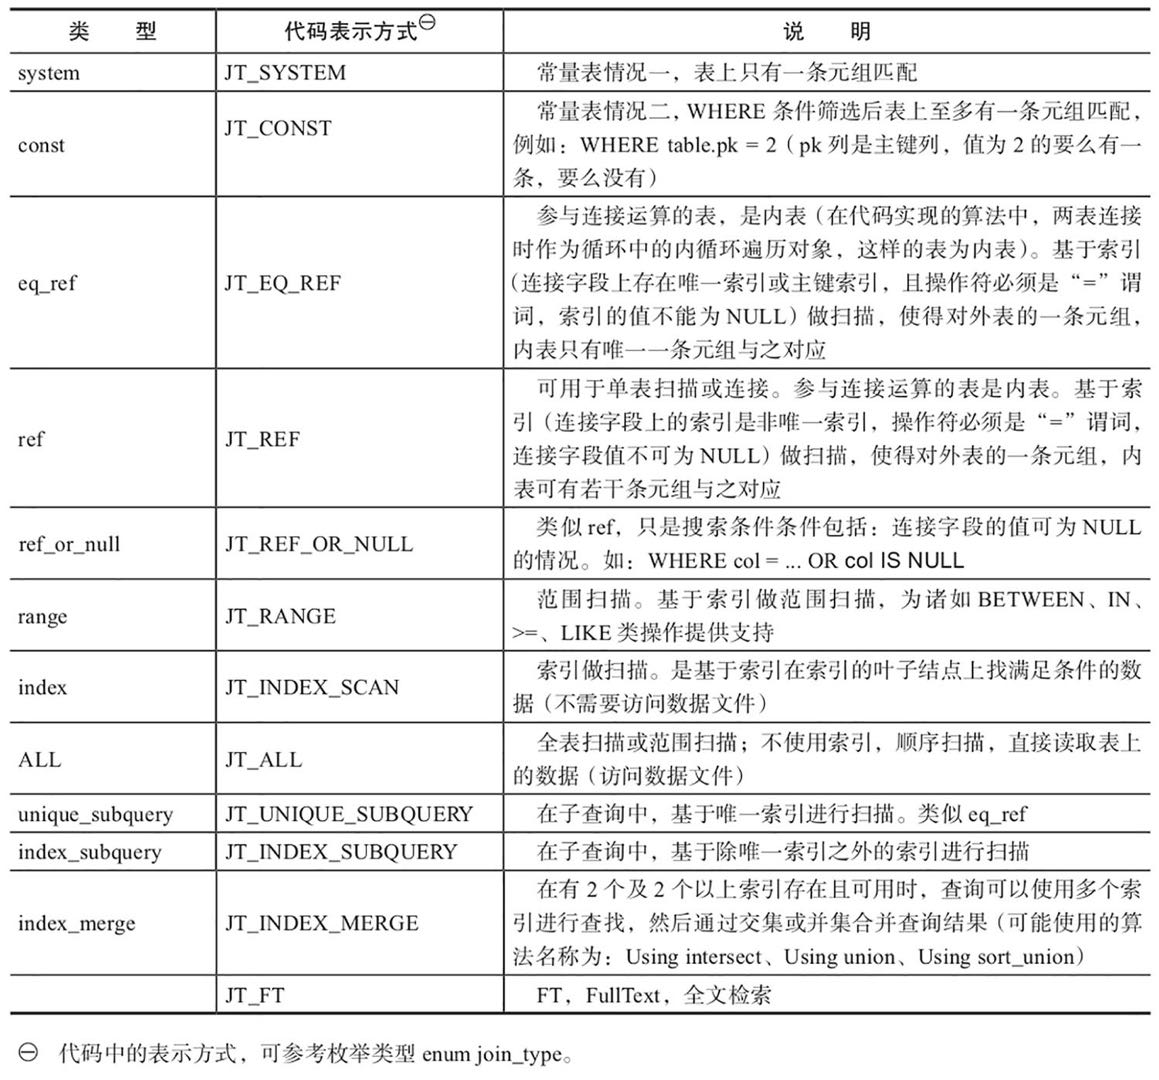 类 型 代码表示方式㊀ 说 明
system JT_SYSTEM 常量表情况一，表上只有一条元组匹配
const JT_CONST 常量表情况二，WHERE 条件筛选后表上至多有一条元组匹配，
例如：WHERE table.pk = 2（pk 列是主键列，值为 2 的要么有一
条，要么没有）
eq_ref JT_EQ_REF 参与连接运算的表，是内表（在代码实现的算法中，两表连接
时作为循环中的内循环遍历对象，这样的表为内表）。基于索引
（连接字段上存在唯一索引或主键索引，且操作符必须是“=”谓
词，索引的值不能为 NULL）做扫描，使得对外表的一条元组，
内表只有唯一一条元组与之对应
ref JT_REF 可用于单表扫描或连接。参与连接运算的表是内表。基于索
引（连接字段上的索引是非唯一索引，操作符必须是“=”谓词，
连接字段值不可为 NULL）做扫描，使得对外表的一条元组，内
表可有若干条元组与之对应
ref_or_null JT_REF_OR_NULL 类似 ref，只是搜索条件条件包括：连接字段的值可为 NULL
的情况。如：WHERE col = ... OR col IS NULL
range JT_RANGE 范围扫描。基于索引做范围扫描，为诸如 BETWEEN、IN、
>=、LIKE 类操作提供支持
index JT_INDEX_SCAN 索引做扫描。是基于索引在索引的叶子结点上找满足条件的数
据（不需要访问数据文件）
ALL JT_ALL 全表扫描或范围扫描；不使用索引，顺序扫描，直接读取表上
的数据（访问数据文件）
unique_subquery JT_UNIQUE_SUBQUERY 在子查询中，基于唯一索引进行扫描。类似 eq_ref
index_subquery JT_INDEX_SUBQUERY 在子查询中，基于除唯一索引之外的索引进行扫描
index_merge JT_INDEX_MERGE 在有 2 个及 2 个以上索引存在且可用时，查询可以使用多个索
引进行查找，然后通过交集或并集合并查询结果（可能使用的算
法名称为：Using intersect、Using union、Using sort_union）
JT_FT FT，FullText，全文检索
㊀ 代码中的表示方式，可参考枚举类型 enum join_type。